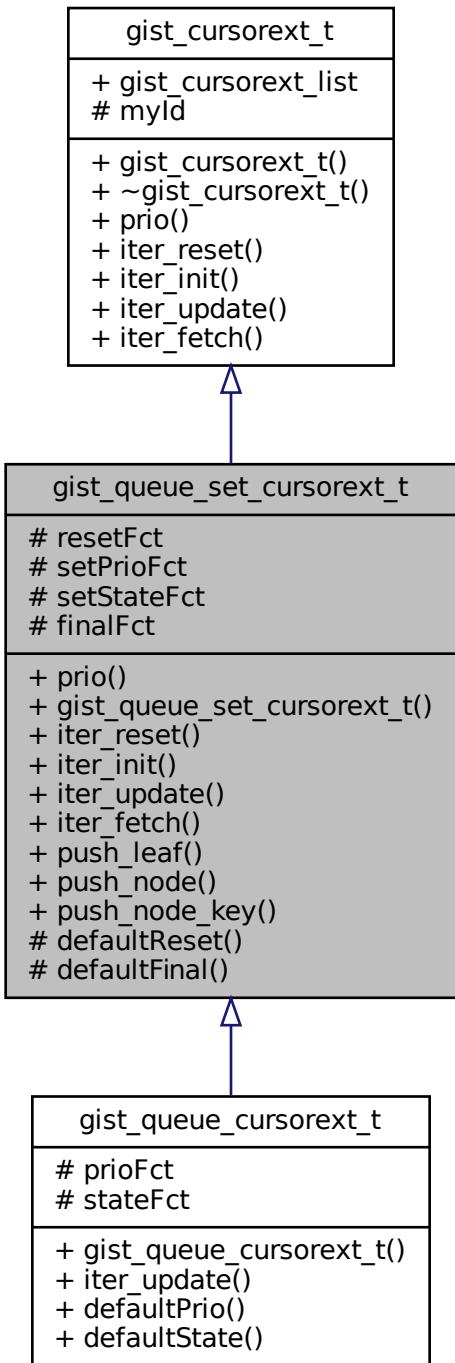 gist_cursorext_t
+ gist_cursorext_list
# myId
+ gist_cursorext_t()
+ ~gist_cursorext_t()
+ prio()
+ iter_reset()
+ iter_init()
+ iter_update()
+ iter_fetch()
gist_queue_set_cursorext_t
# resetFct
# setPrioFct
# setStateFct
# finalFct
+ prio()
+ gist_queue_set_cursorext_t()
+ iter_reset()
+ iter_init()
+ iter_update()
+ iter_fetch()
+ push_leaf()
+ push_node()
+ push_node_key()
# defaultReset()
# defaultFinal()
gist_queue_cursorext_t
# prioFct
# stateFct
+ gist_queue_cursorext_t()
+ iter_update()
+ defaultPrio()
+ defaultState()